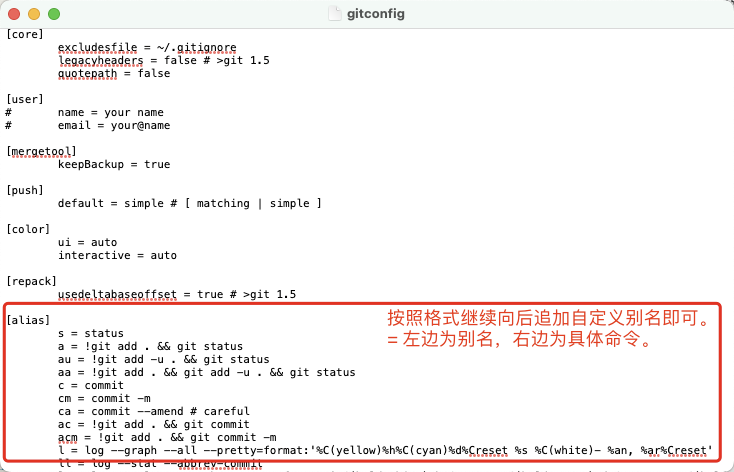 gitconfig
[core]
excludesfile = ~/.gitignore
legacyheaders = false # >git 1.5
quotepath = false
[user]
# name = your name
# email = your@name
[mergetool]
keepBackup = true
[push]
default = simple # [ matching | simple ]
[color]
ui = auto
interactive = auto
[repack]
usedeltabaseoffset = true # >git 1.5
[alias]
按照格式继续向后追加自定义别名即可。
= 左边为别名，右边为具体命令。
s = status
a = !git add . && git status
au = !git add -u . && git status
aa = !git add . && git add -u . && git status
c = commit
cm = commit -m
ca = commit --amend # careful
ac = !git add . && git commit
acm = !git add . && git commit -m
l = log --graph --all --pretty=format:'%C(yellow)%h%C(cyan)%d%Creset %s %C(white)- %an, %ar%Creset'
ll = log --stat --abbrev-commit